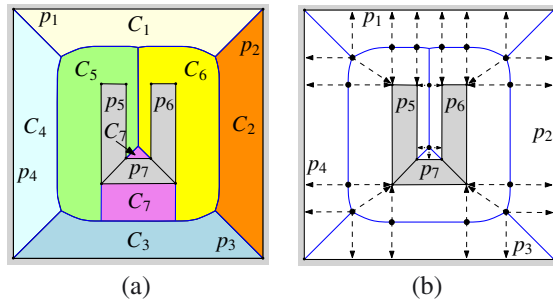 p1 C1 p1
p2
C5 C6
p5 p6 p5 p6
C4 C7 C2 p2
p4 p7 p4 p7
C7
C3 p3 p3
(a) (b)